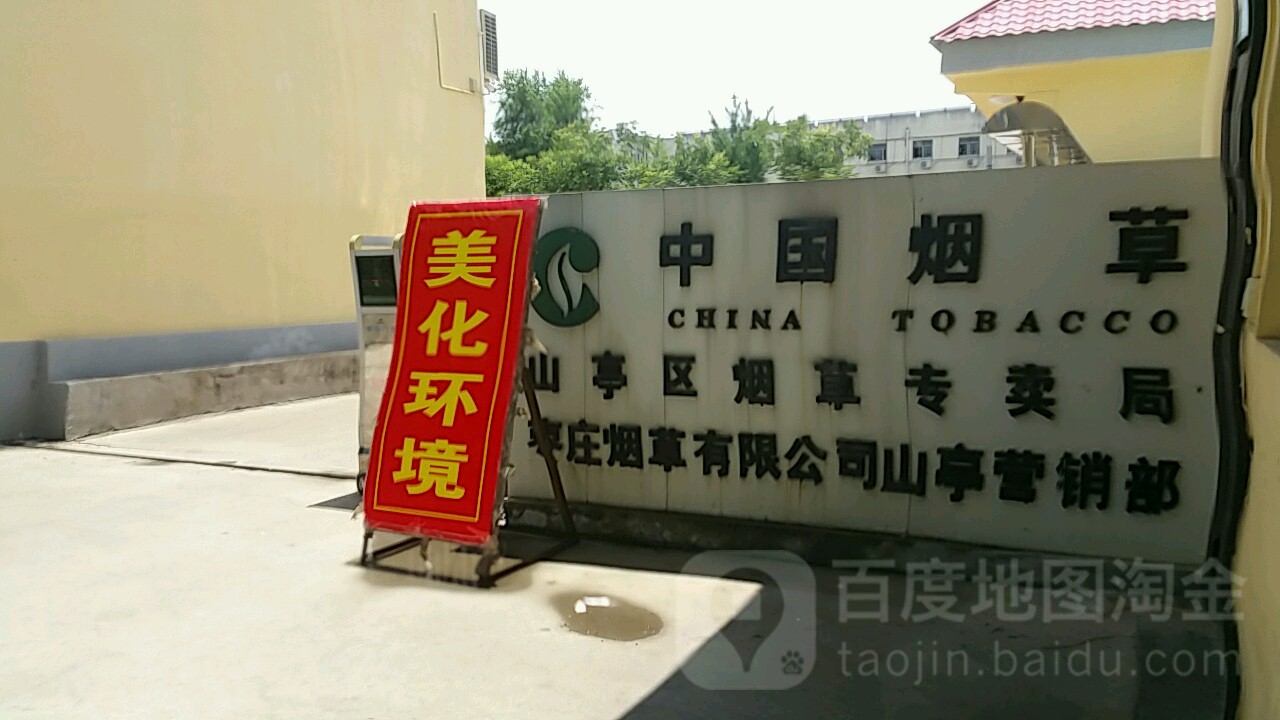 美化环境
中国烟草
CHINA TOBACCO
山亭区烟草专卖局
枣庄烟草有限公司山亭营销部
百度地图淘金
taojin.baidu.com